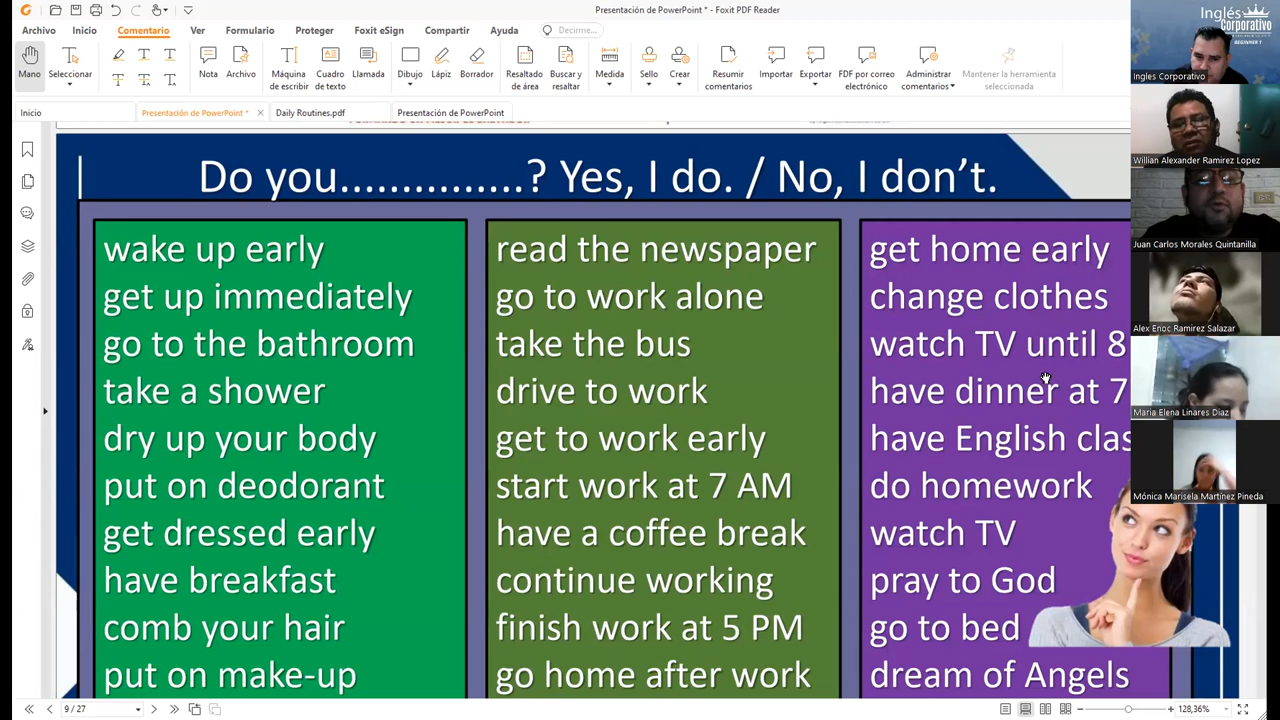 Presentación de PowerPoint * - Foxit PDF Reader
Archivo Inicio Comentario Ver Formulario Proteger Foxit eSign Compartir Ayuda Decirme...
Mano Seleccionar Nota Archivo Máquina de escribir Cuadro de texto Llamada Dibujo Lápiz Borrador Resaltado de área Buscar y resaltar Medida Sello Crear Resumir comentarios Importar Exportar PDF por correo electrónico Administrar comentarios Mantener la herramienta seleccionada
Inicio Presentación de PowerPoint * Daily Routines.pdf Presentación de PowerPoint
Do you...............? Yes, I do. / No, I don't.
wake up early
get up immediately
go to the bathroom
take a shower
dry up your body
put on deodorant
get dressed early
have breakfast
comb your hair
put on make-up
read the newspaper
go to work alone
take the bus
drive to work
get to work early
start work at 7 AM
have a coffee break
continue working
finish work at 5 PM
go home after work
get home early
change clothes
watch TV until 8
have dinner at 7
have English clas
do homework
watch TV
pray to God
go to bed
dream of Angels
Inglés
Corporativo
BEGINNER 1
Ingles Corporativo
Willian Alexander Ramirez Lopez
Juan Carlos Morales Quintanilla
Alex Enoc Ramirez Salazar
Maria Elena Linares Diaz
Mónica Marisela Martínez Pineda
9 / 27
128,36%